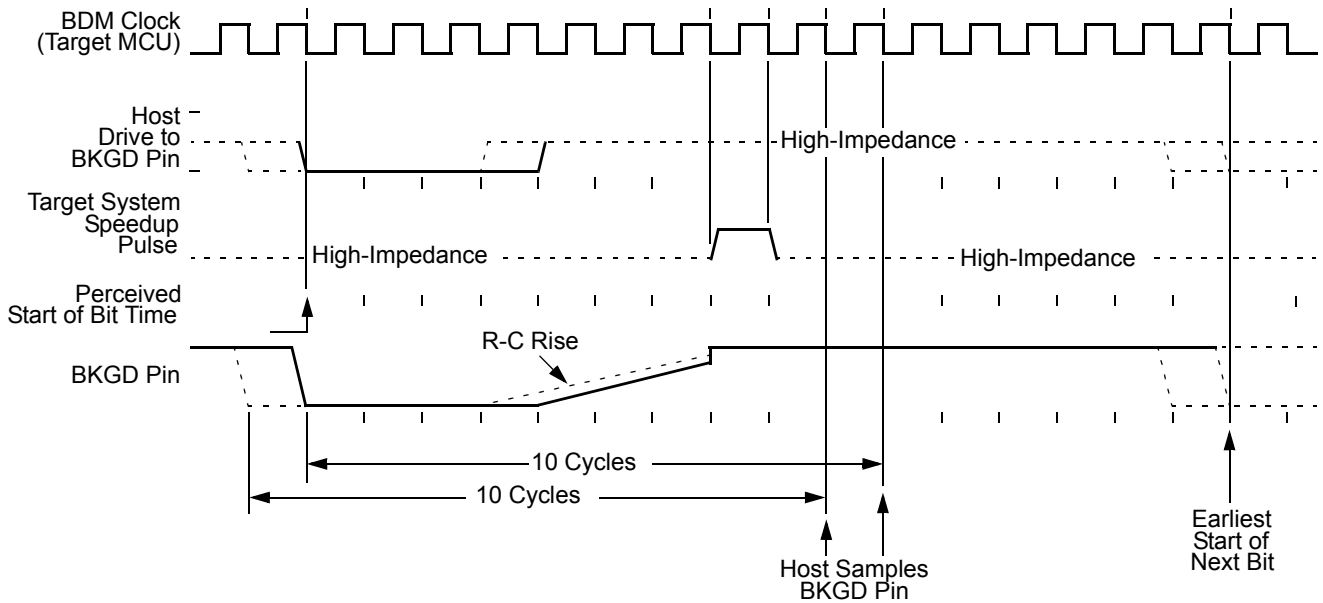 BDM Clock
(Target MCU)
Host
Drive to
BKGD Pin
High-Impedance
Target System
Speedup
Pulse
High-Impedance
High-Impedance
Perceived
Start of Bit Time
R-C Rise
BKGD Pin
10 Cycles
10 Cycles
Earliest
Start of
Next Bit
Host Samples
BKGD Pin